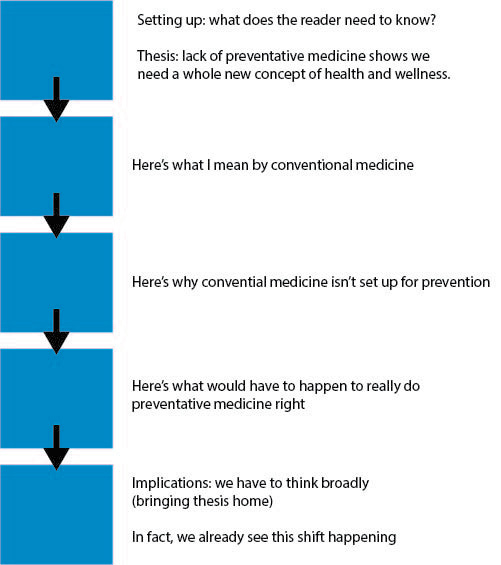 Setting up: what does the reader need to know?
Thesis: lack of preventative medicine shows we
need a whole new concept of health and wellness.
Here's what I mean by conventional medicine
Here's why convential medicine isn't set up for prevention
Here's what would have to happen to really do
preventative medicine right
Implications: we have to think broadly
(bringing thesis home)
In fact, we already see this shift happening